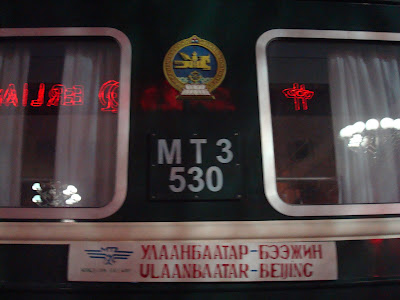 МТЗ
530
УЛААНБААТАР-БЭЭЖИН
ULAANBAATAR-BEIJING